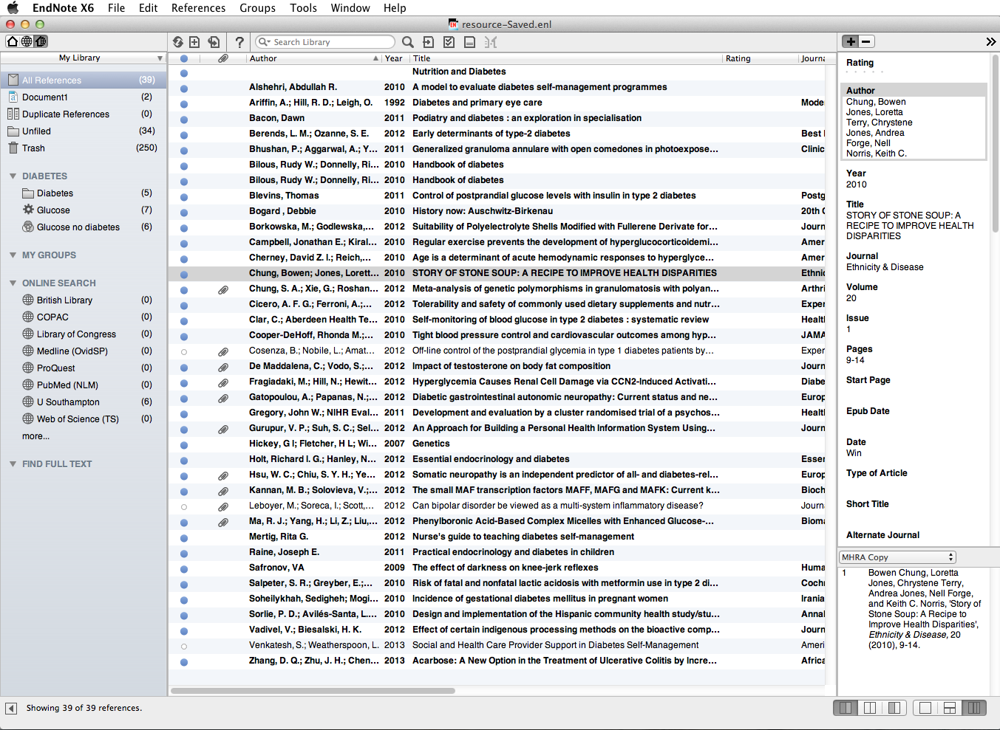 EndNote X6 File Edit References Groups Tools Window Help
resource-Saved.enl
? Search Library
My Library
All References (39)
Document1 (2)
Duplicate References (0)
Unfiled (34)
Trash (250)
DIABETES
Diabetes (5)
Glucose (7)
Glucose no diabetes (6)
MY GROUPS
ONLINE SEARCH
British Library (0)
COPAC (0)
Library of Congress (0)
Medline (OvidSP) (0)
ProQuest (0)
PubMed (NLM) (0)
U Southampton (6)
Web of Science (TS) (0)
more...
FIND FULL TEXT
Author Year Title Rating Journa
Nutrition and Diabetes
Alshehri, Abdullah R. 2010 A model to evaluate diabetes self-management programmes
Ariffin, A.; Hill, R. D.; Leigh, O. 1992 Diabetes and primary eye care Mode
Bacon, Dawn 2011 Podiatry and diabetes : an exploration in specialisation
Berends, L. M.; Ozanne, S. E. 2012 Early determinants of type-2 diabetes Best
Bhushan, P.; Aggarwal, A.; Y... 2011 Generalized granuloma annulare with open comedones in photoexpose... Clinic
Bilous, Rudy W.; Donnelly, Ri... 2010 Handbook of diabetes
Bilous, Rudy W.; Donnelly, Ri... 2010 Handbook of diabetes
Blevins, Thomas 2011 Control of postprandial glucose levels with insulin in type 2 diabetes Postg
Bogard , Debbie 2010 History now: Auschwitz-Birkenau 20th C
Borkowska, M.; Godlewska,... 2012 Suitability of Polyelectrolyte Shells Modified with Fullerene Derivate for... Journ
Campbell, Jonathan E.; Kiral... 2010 Regular exercise prevents the development of hyperglucocorticoidemi... Amer
Cherney, David Z. I.; Reich,... 2010 Age is a determinant of acute hemodynamic responses to hyperglyce... Amer
Chung, Bowen; Jones, Lorett... 2010 STORY OF STONE SOUP: A RECIPE TO IMPROVE HEALTH DISPARITIES Ethnic
Chung, S. A.; Xie, G.; Roshan... 2012 Meta-analysis of genetic polymorphisms in granulomatosis with polyan... Arthri
Cicero, A. F. G.; Ferroni, A.;... 2012 Tolerability and safety of commonly used dietary supplements and nutr... Exper
Clar, C.; Aberdeen Health Te... 2010 Self-monitoring of blood glucose in type 2 diabetes : systematic review Healt
Cooper-DeHoff, Rhonda M.;... 2010 Tight blood pressure control and cardiovascular outcomes among hyp... JAMA
Cosenza, B.; Nobile, L.; Amat... 2012 Off-line control of the postprandial glycemia in type 1 diabetes patients by... Exper
De Maddalena, C.; Vodo, S.;... 2012 Impact of testosterone on body fat composition Journ
Fragiadaki, M.; Hill, N.; Hewit... 2012 Hyperglycemia Causes Renal Cell Damage via CCN2-Induced Activati... Diabe
Gatopoulou, A.; Papanas, N.;... 2012 Diabetic gastrointestinal autonomic neuropathy: Current status and ne... Europ
Gregory, John W.; NIHR Eval... 2011 Development and evaluation by a cluster randomised trial of a psychos... Healt
Gurupur, V. P.; Suh, S. C.; Sel... 2012 An Approach for Building a Personal Health Information System Using... Journ
Hickey, G I; Fletcher, H L; Wi... 2007 Genetics
Holt, Richard I. G.; Hanley, N... 2012 Essential endocrinology and diabetes Esser
Hsu, W. C.; Chiu, S. Y. H.; Ye... 2012 Somatic neuropathy is an independent predictor of all- and diabetes-rel... Europ
Kannan, M. B.; Solovieva, V.;... 2012 The small MAF transcription factors MAFF, MAFG and MAFK: Current k... Bioch
Leboyer, M.; Soreca, I.; Scott,... 2012 Can bipolar disorder be viewed as a multi-system inflammatory disease? Journ
Ma, R. J.; Yang, H.; Li, Z.; Liu,... 2012 Phenylboronic Acid-Based Complex Micelles with Enhanced Glucose-... Bioma
Mertig, Rita G. 2012 Nurse's guide to teaching diabetes self-management
Raine, Joseph E. 2011 Practical endocrinology and diabetes in children
Safronov, VA 2009 The effect of darkness on knee-jerk reflexes Huma
Salpeter, S. R.; Greyber, E.;... 2010 Risk of fatal and nonfatal lactic acidosis with metformin use in type 2 di... Cochr
Soheilykhah, Sedigheh; Mogi... 2010 Incidence of gestational diabetes mellitus in pregnant women Irania
Sorlie, P. D.; Avilés-Santa, L.... 2010 Design and implementation of the Hispanic community health study/stu... Annal
Vadivel, V.; Biesalski, H. K. 2012 Effect of certain indigenous processing methods on the bioactive comp... Journ
Venkatesh, S.; Weatherspoon, L. 2013 Social and Health Care Provider Support in Diabetes Self-Management Ameri
Zhang, D. Q.; Zhu, J. H.; Chen... 2013 Acarbose: A New Option in the Treatment of Ulcerative Colitis by Incre... Africa
Rating
Author
Chung, Bowen
Jones, Loretta
Terry, Chrystene
Jones, Andrea
Forge, Nell
Norris, Keith C.
Year
2010
Title
STORY OF STONE SOUP: A
RECIPE TO IMPROVE HEALTH
DISPARITIES
Journal
Ethnicity & Disease
Volume
20
Issue
1
Pages
9-14
Start Page
Epub Date
Date
Win
Type of Article
Short Title
Alternate Journal
MHRA Copy
1 Bowen Chung, Loretta
Jones, Chrystene Terry,
Andrea Jones, Nell Forge,
and Keith C. Norris, 'Story of
Stone Soup: A Recipe to
Improve Health Disparities',
Ethnicity & Disease, 20
(2010), 9-14.
Showing 39 of 39 references.